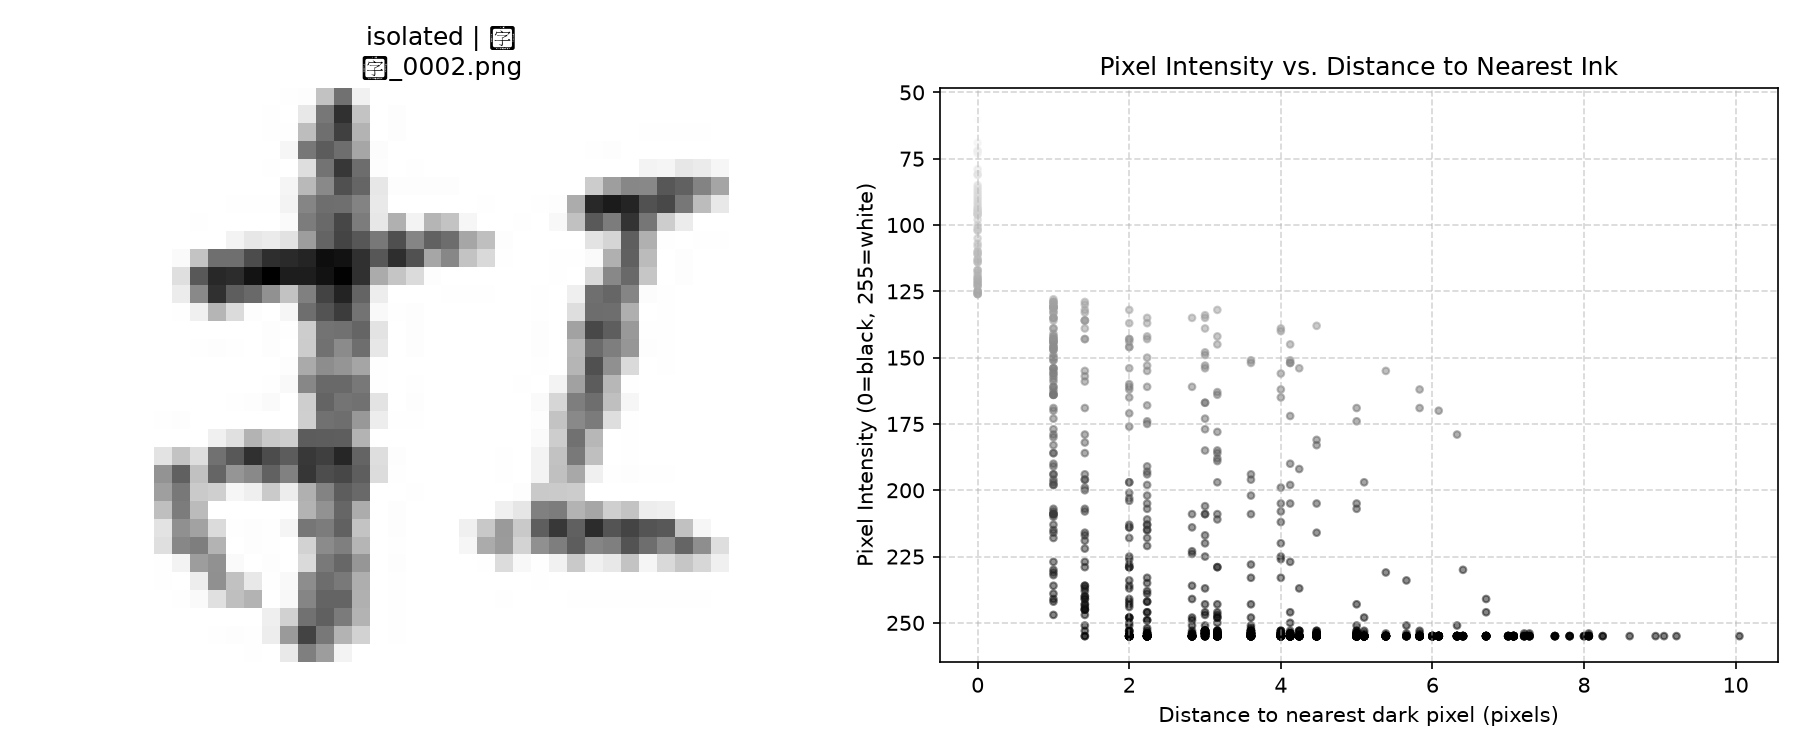 isolated |
_0002.png
扛
Pixel Intensity vs. Distance to Nearest Ink
Pixel Intensity (0=black, 255=white)
50
75
100
125
150
175
200
225
250
0 2 4 6 8 10
Distance to nearest dark pixel (pixels)